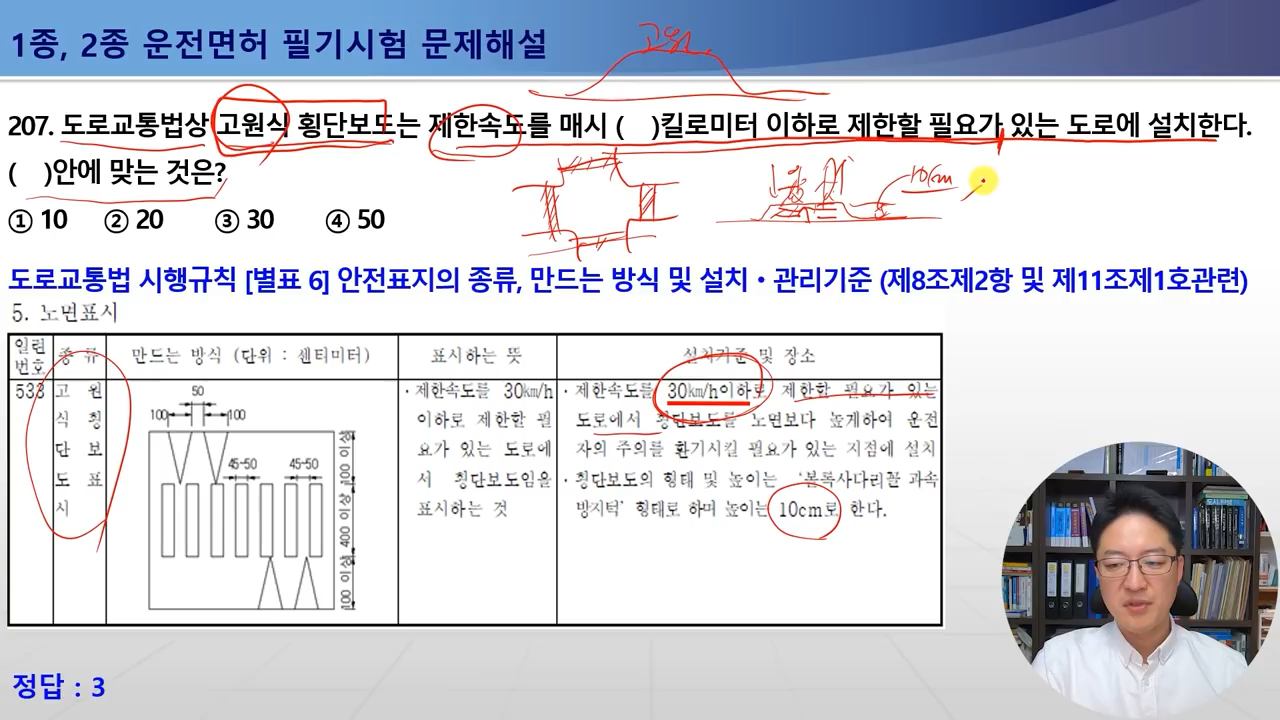 1종, 2종 운전면허 필기시험 문제해설
고원식
207. 도로교통법상 고원식 횡단보도는 제한속도를 매시 ( )킬로미터 이하로 제한할 필요가 있는 도로에 설치한다.
( )안에 맞는 것은?
10cm
① 10 ② 20 ③ 30 ④ 50
도로교통법 시행규칙 [별표 6] 안전표지의 종류, 만드는 방식 및 설치 • 관리기준 (제8조제2항 및 제11조제1호관련)
5. 노면표시
일련
번호
종 류
만드는 방식 (단위 : 센티미터)
표시하는 뜻
설치기준 및 장소
533
고 원
식 횡
단 보
도 표
시
50
100
100
45~50
45~50
100 이상
400이상
100 이상
· 제한속도를 30㎞/h
이하로 제한할 필
요가 있는 도로에
서 횡단보도임을
표시하는 것
· 제한속도를 30㎞/h이하로 제한할 필요가 있는
도로에서 횡단보도를 노면보다 높게하여 운전
자의 주의를 환기시킬 필요가 있는 지점에 설치
· 횡단보도의 형태 및 높이는 '볼록사다리꼴 과속
방지턱' 형태로 하며 높이는 10cm로 한다.
정답 : 3